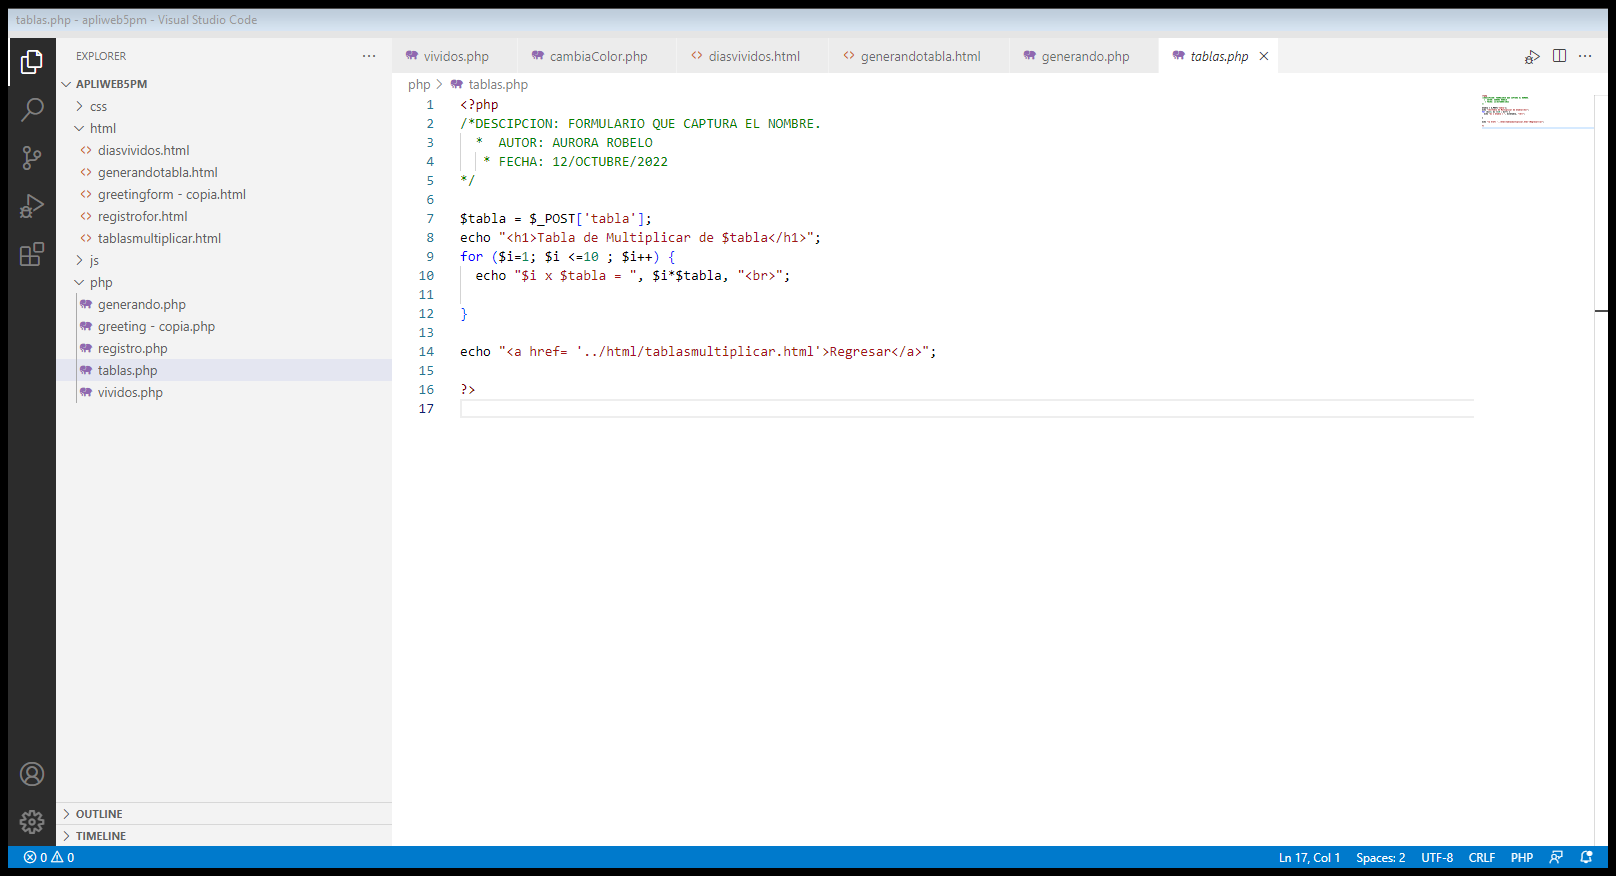 tablas.php - apliweb5pm - Visual Studio Code
EXPLORER
vividos.php
cambiaColor.php
diasvividos.html
generandotabla.html
generando.php
tablas.php
APLIWEB5PM
css
html
diasvividos.html
generandotabla.html
greetingform - copia.html
registrofor.html
tablasmultiplicar.html
js
php
generando.php
greeting - copia.php
registro.php
tablas.php
vividos.php
OUTLINE
TIMELINE
php > tablas.php
1 <?php
2 /*DESCIPCION: FORMULARIO QUE CAPTURA EL NOMBRE.
3 * AUTOR: AURORA ROBELO
4 * FECHA: 12/OCTUBRE/2022
5 */
6
7 $tabla = $_POST['tabla'];
8 echo "<h1>Tabla de Multiplicar de $tabla</h1>";
9 for ($i=1; $i <=10 ; $i++) {
10 echo "$i x $tabla = ", $i*$tabla, "<br>";
11
12 }
13
14 echo "<a href= '../html/tablasmultiplicar.html'>Regresar</a>";
15
16 ?>
17
0 0
Ln 17, Col 1 Spaces: 2 UTF-8 CRLF PHP